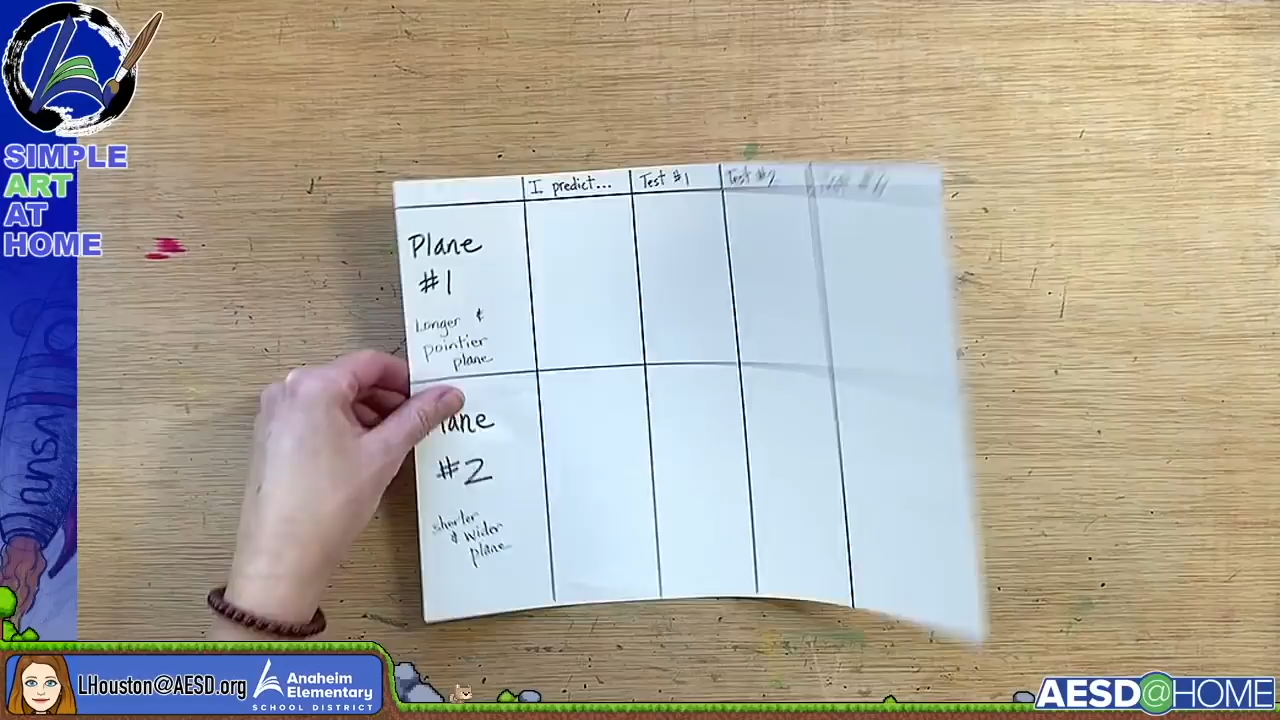 SIMPLE
ART
AT
HOME
I predict...
Test #1
Test #2
Plane
#1
Longer &
pointier
plane
Plane
#2
shorter
& wider
plane
LHouston@AESD.org
Anaheim
Elementary
SCHOOL DISTRICT
AESD@HOME